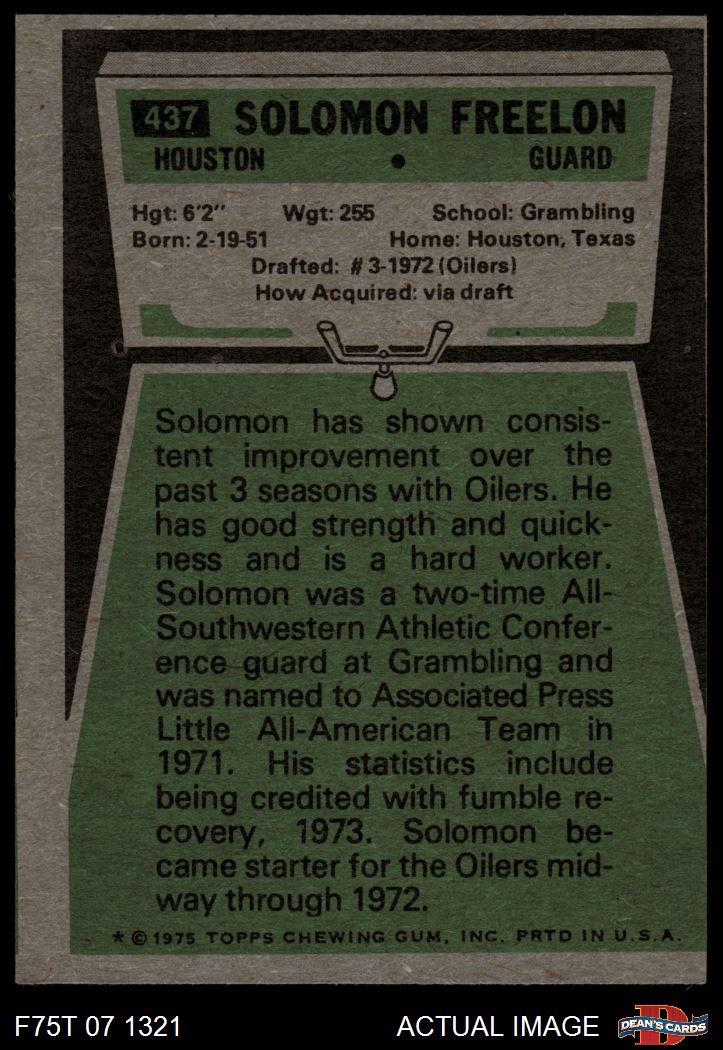 437 SOLOMON FREELON
HOUSTON • GUARD
Hgt: 6'2" Wgt: 255 School: Grambling
Born: 2-19-51 Home: Houston, Texas
Drafted: #3-1972 (Oilers)
How Acquired: via draft
Solomon has shown consis-
tent improvement over the
past 3 seasons with Oilers. He
has good strength and quick-
ness and is a hard worker.
Solomon was a two-time All-
Southwestern Athletic Confer-
ence guard at Grambling and
was named to Associated Press
Little All-American Team in
1971. His statistics include
being credited with fumble re-
covery, 1973. Solomon be-
came starter for the Oilers mid-
way through 1972.
* © 1975 TOPPS CHEWING GUM, INC. PRTD IN U.S.A.
F75T 07 1321 ACTUAL IMAGE D DEAN'S CARDS